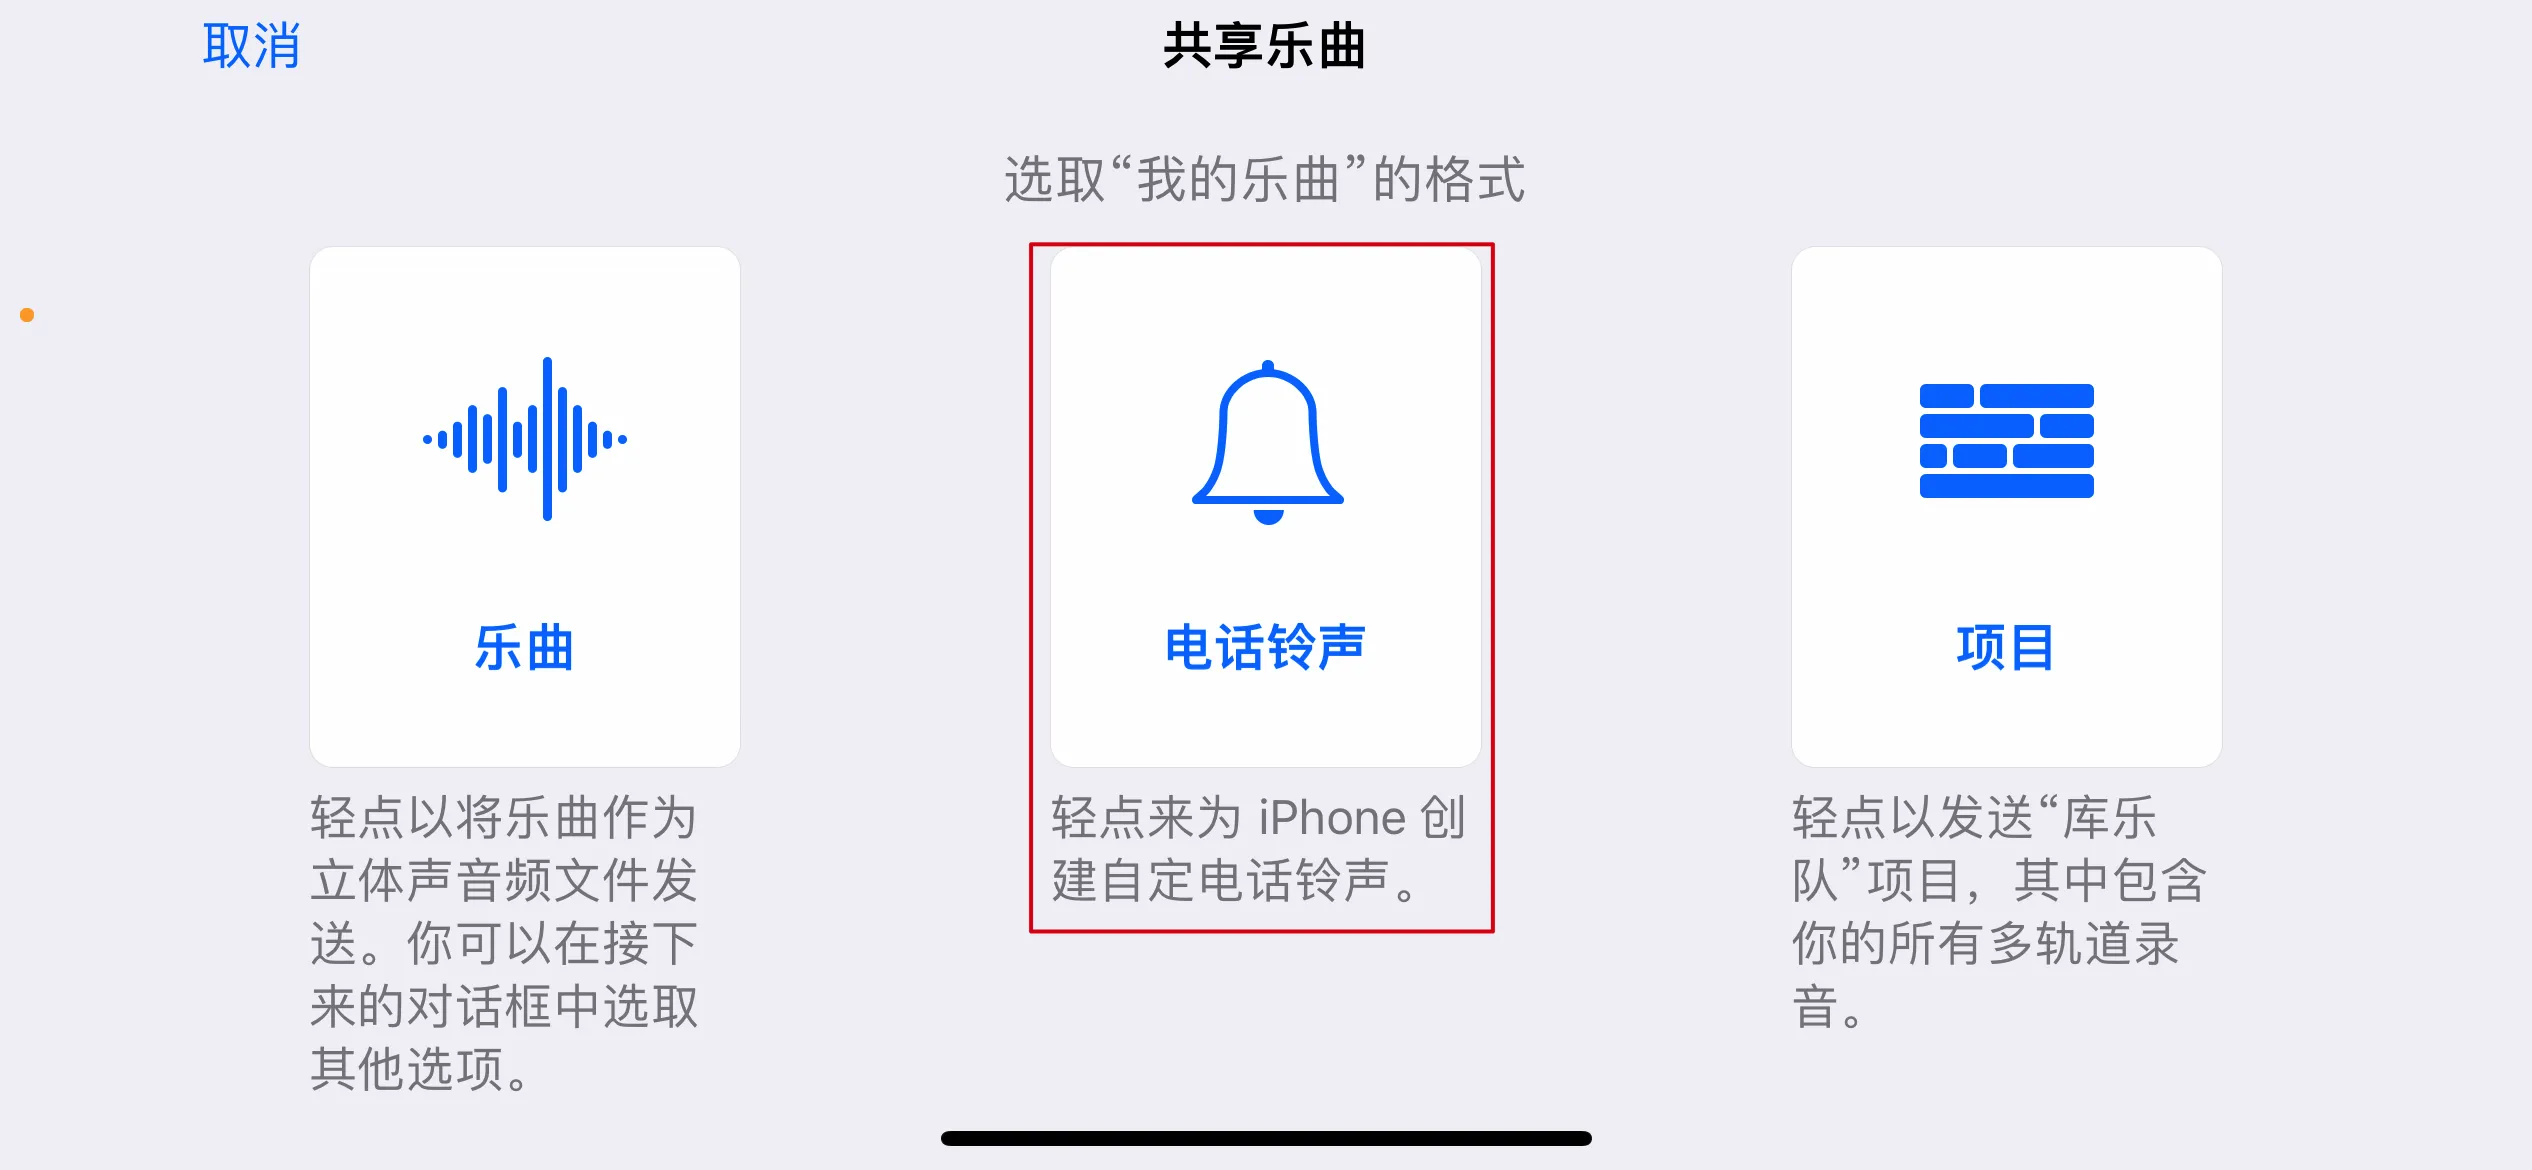 取消
共享乐曲
选取“我的乐曲”的格式
乐曲
轻点以将乐曲作为
立体声音频文件发
送。你可以在接下
来的对话框中选取
其他选项。
电话铃声
轻点来为 iPhone 创
建自定电话铃声。
项目
轻点以发送“库乐
队”项目，其中包含
你的所有多轨道录
音。